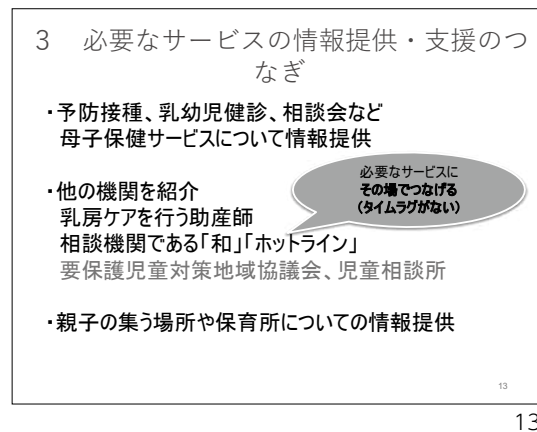 3　必要なサービスの情報提供・支援のつ
なぎ
・予防接種、乳幼児健診、相談会など
母子保健サービスについて情報提供
必要なサービスに
その場でつなげる
（タイムラグがない）
・他の機関を紹介
乳房ケアを行う助産師
相談機関である「和」「ホットライン」
要保護児童対策地域協議会、児童相談所
・親子の集う場所や保育所についての情報提供
13
13